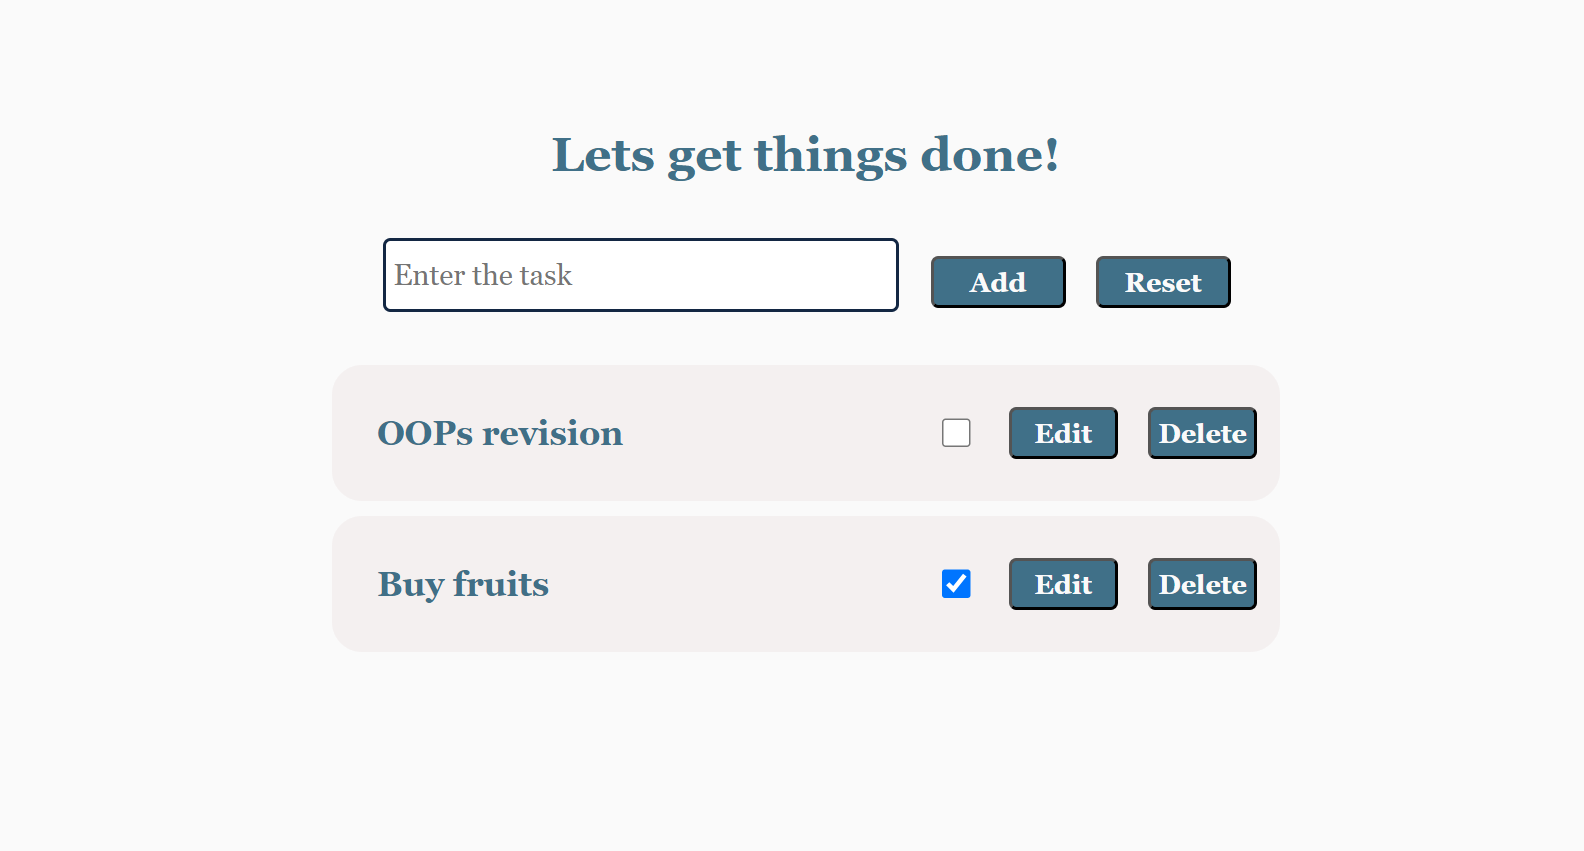 Lets get things done!
Enter the task Add Reset
OOPs revision Edit Delete
Buy fruits Edit Delete